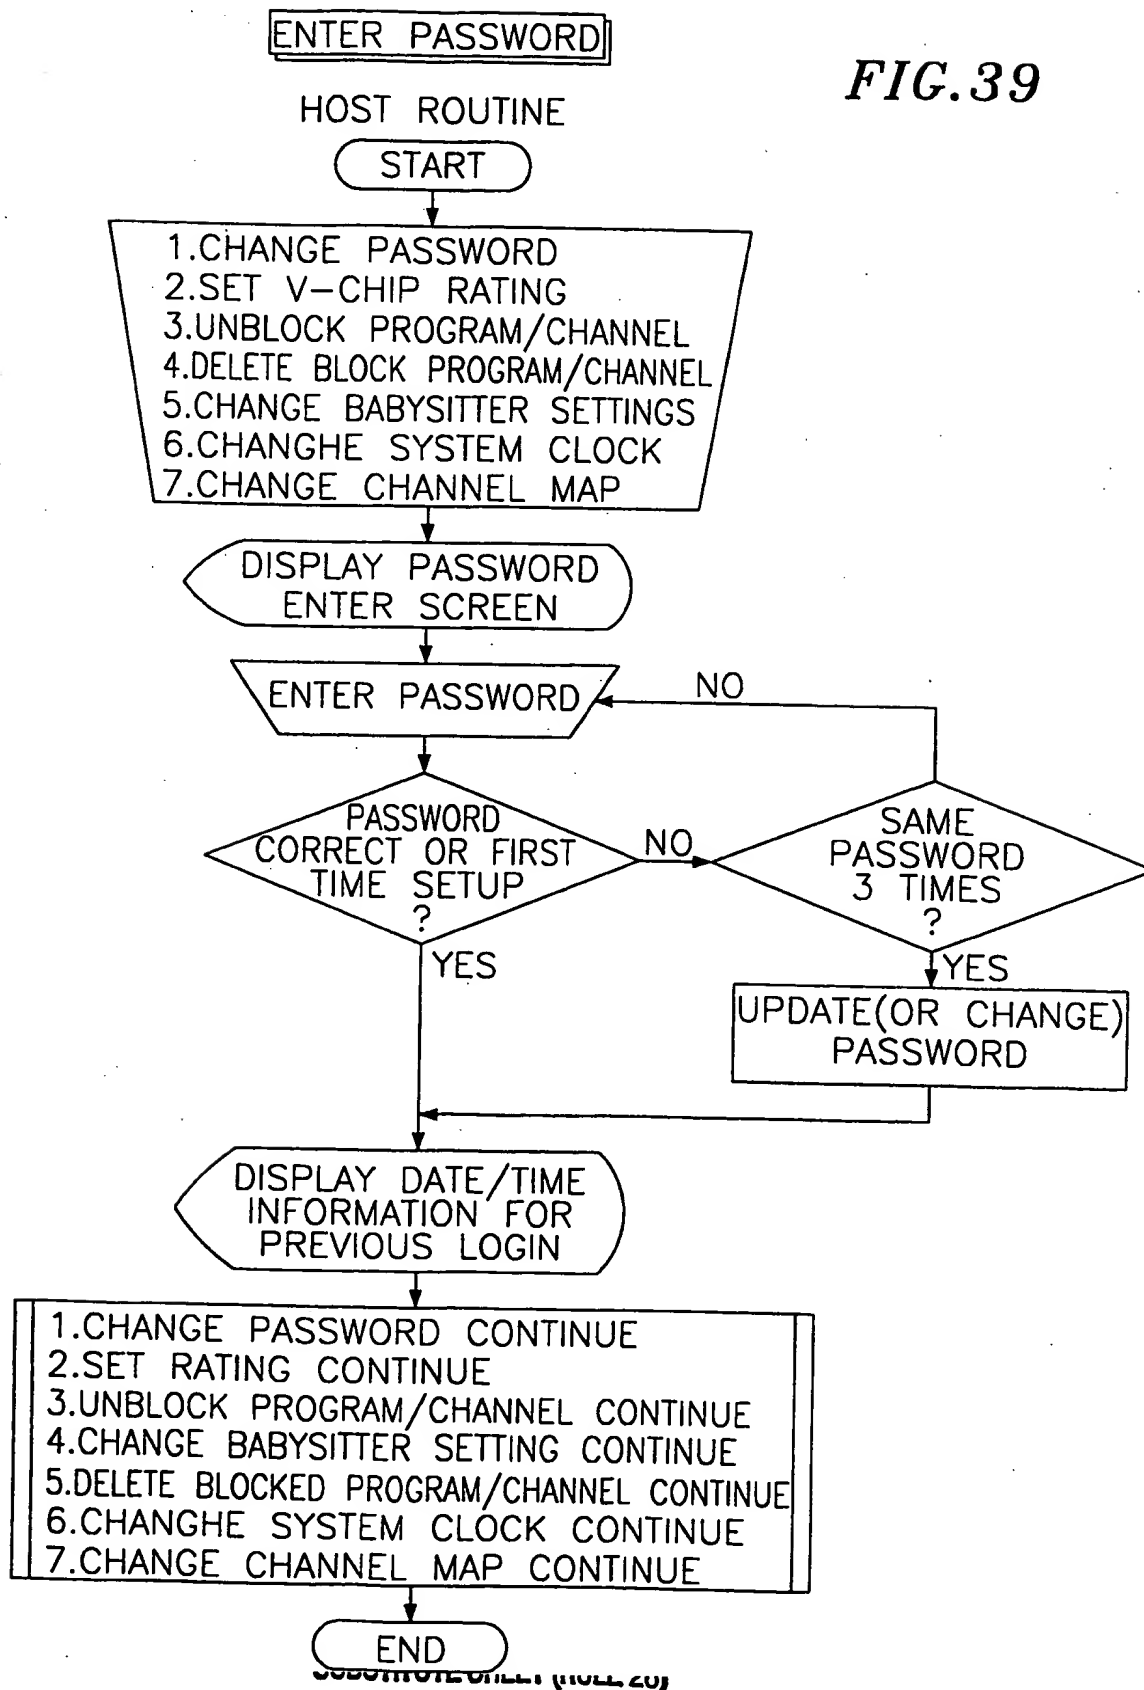 ENTER PASSWORD
FIG.39
HOST ROUTINE
START
1.CHANGE PASSWORD
2.SET V-CHIP RATING
3.UNBLOCK PROGRAM/CHANNEL
4.DELETE BLOCK PROGRAM/CHANNEL
5.CHANGE BABYSITTER SETTINGS
6.CHANGHE SYSTEM CLOCK
7.CHANGE CHANNEL MAP
DISPLAY PASSWORD
ENTER SCREEN
ENTER PASSWORD
NO
PASSWORD
CORRECT OR FIRST
TIME SETUP
?
NO
SAME
PASSWORD
3 TIMES
?
YES
YES
UPDATE(OR CHANGE)
PASSWORD
DISPLAY DATE/TIME
INFORMATION FOR
PREVIOUS LOGIN
1.CHANGE PASSWORD CONTINUE
2.SET RATING CONTINUE
3.UNBLOCK PROGRAM/CHANNEL CONTINUE
4.CHANGE BABYSITTER SETTING CONTINUE
5.DELETE BLOCKED PROGRAM/CHANNEL CONTINUE
6.CHANGHE SYSTEM CLOCK CONTINUE
7.CHANGE CHANNEL MAP CONTINUE
END
SUBSTITUTE SHEET (RULE 26)